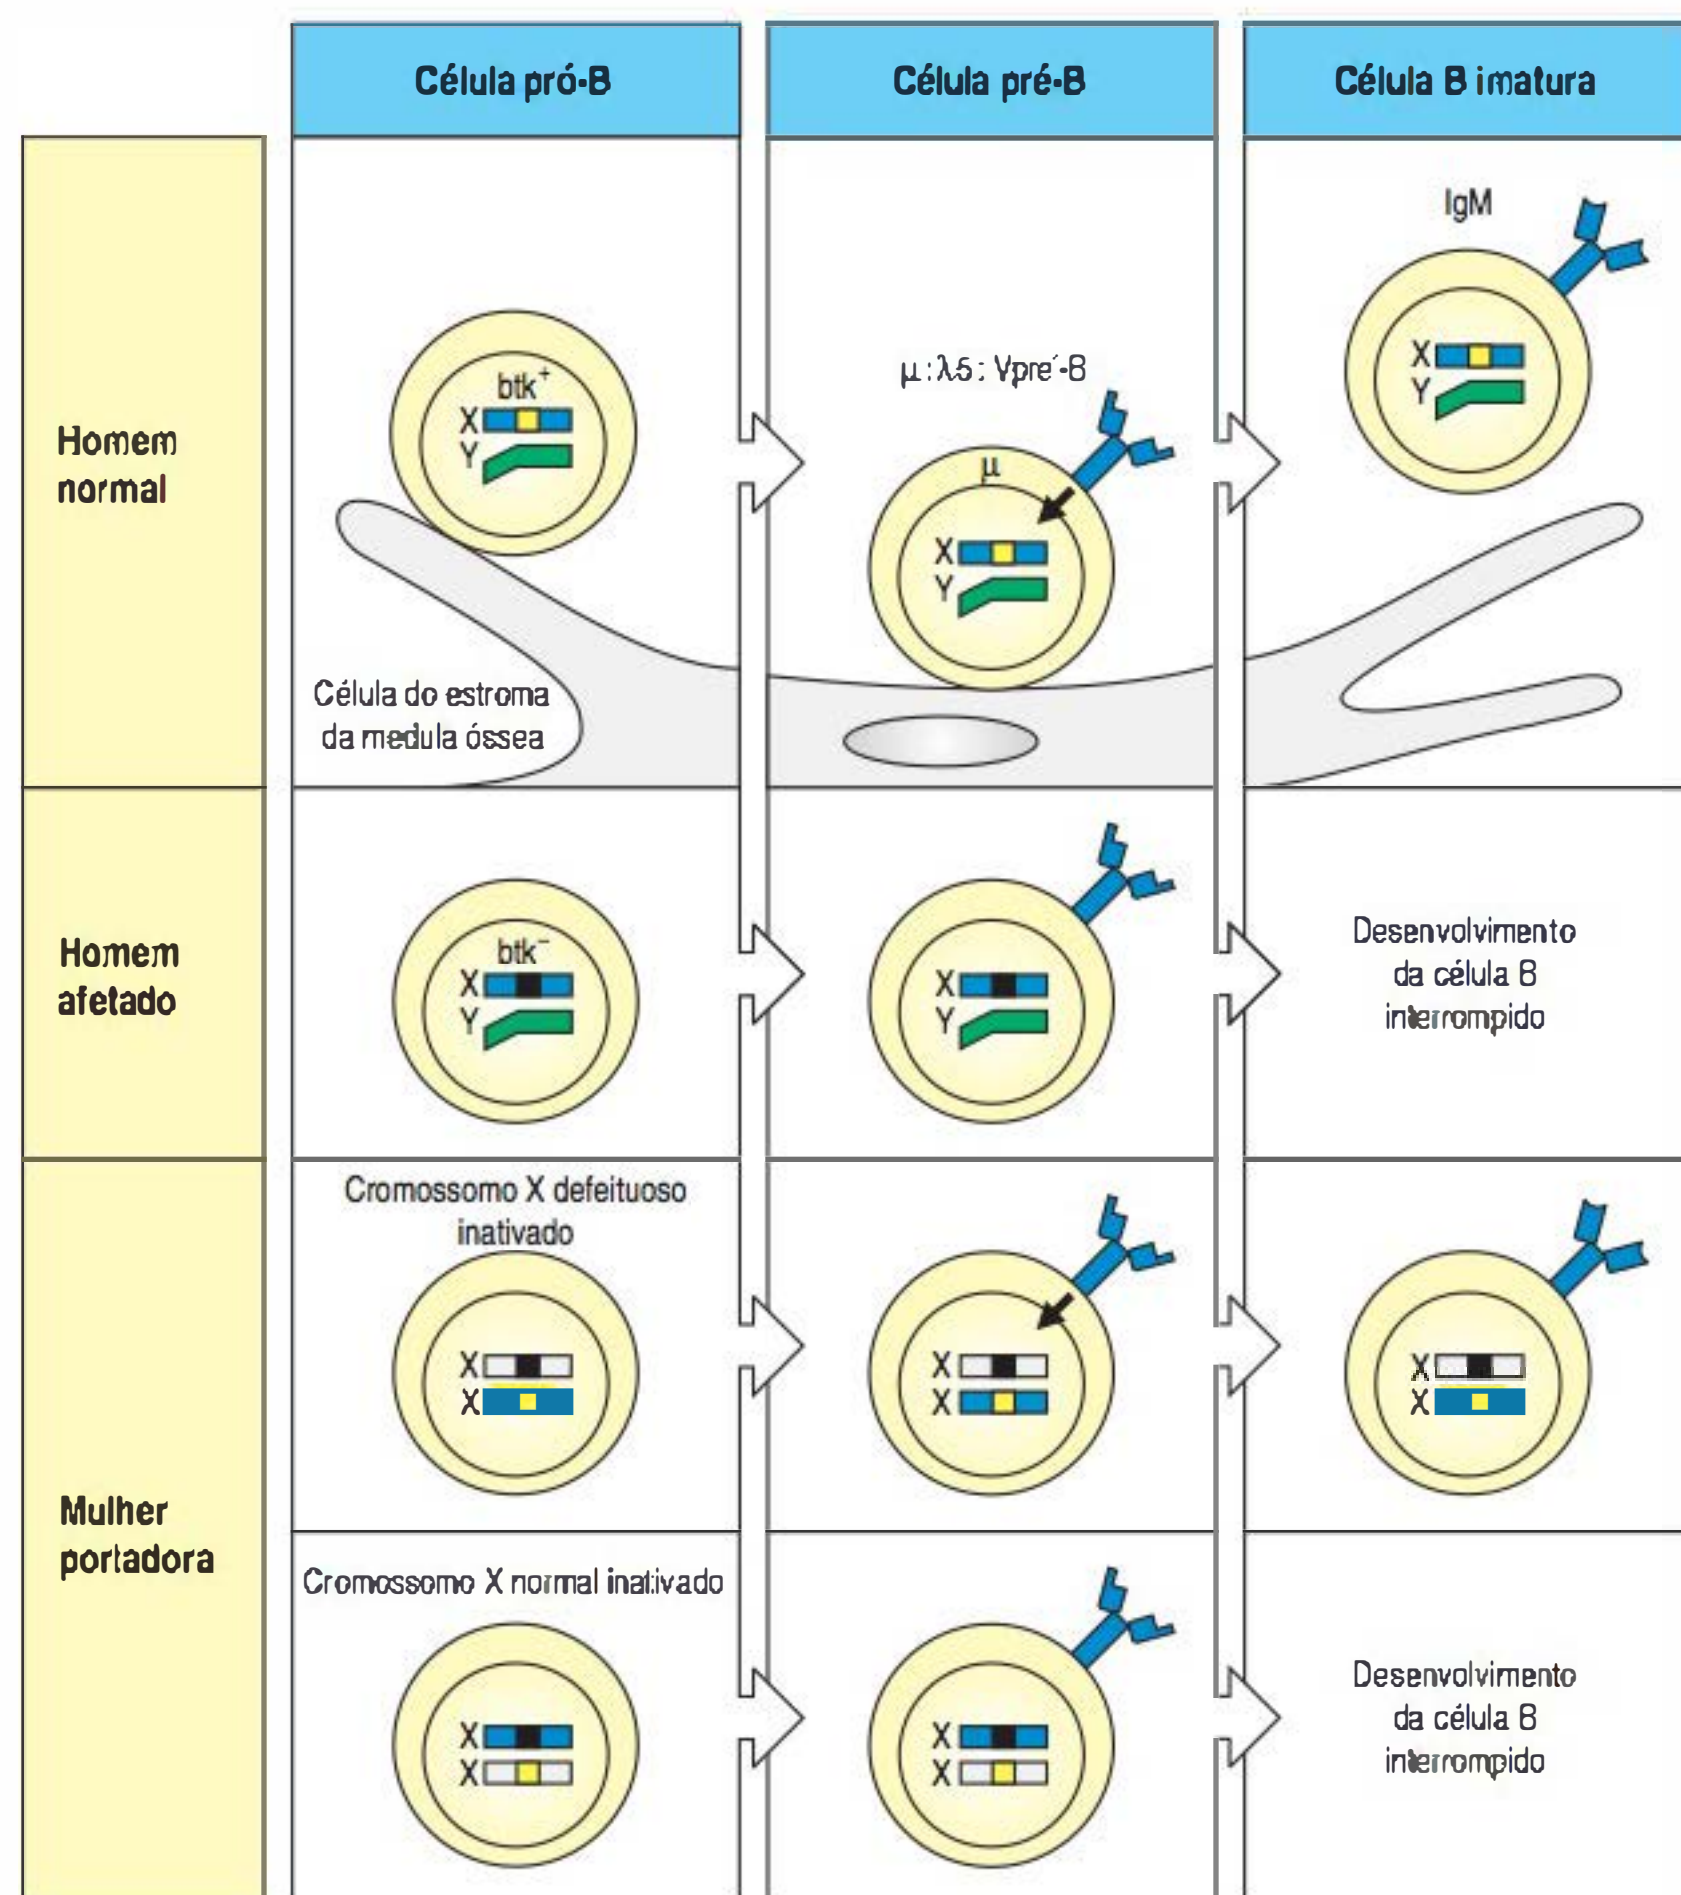 Célula pró-B
Célula pré-B
Célula B imatura
Homem
normal
btk+
X
Y
Célula do estroma
da medula óssea
μ:λ5: Vpré-B
μ
X
Y
IgM
X
Y
Homem
afetado
btk−
X
Y
X
Y
Desenvolvimento
da célula B
interrompido
Mulher
portadora
Cromossomo X defeituoso
inativado
X
X
X
X
X
X
Cromossomo X normal inativado
X
X
X
X
Desenvolvimento
da célula B
interrompido